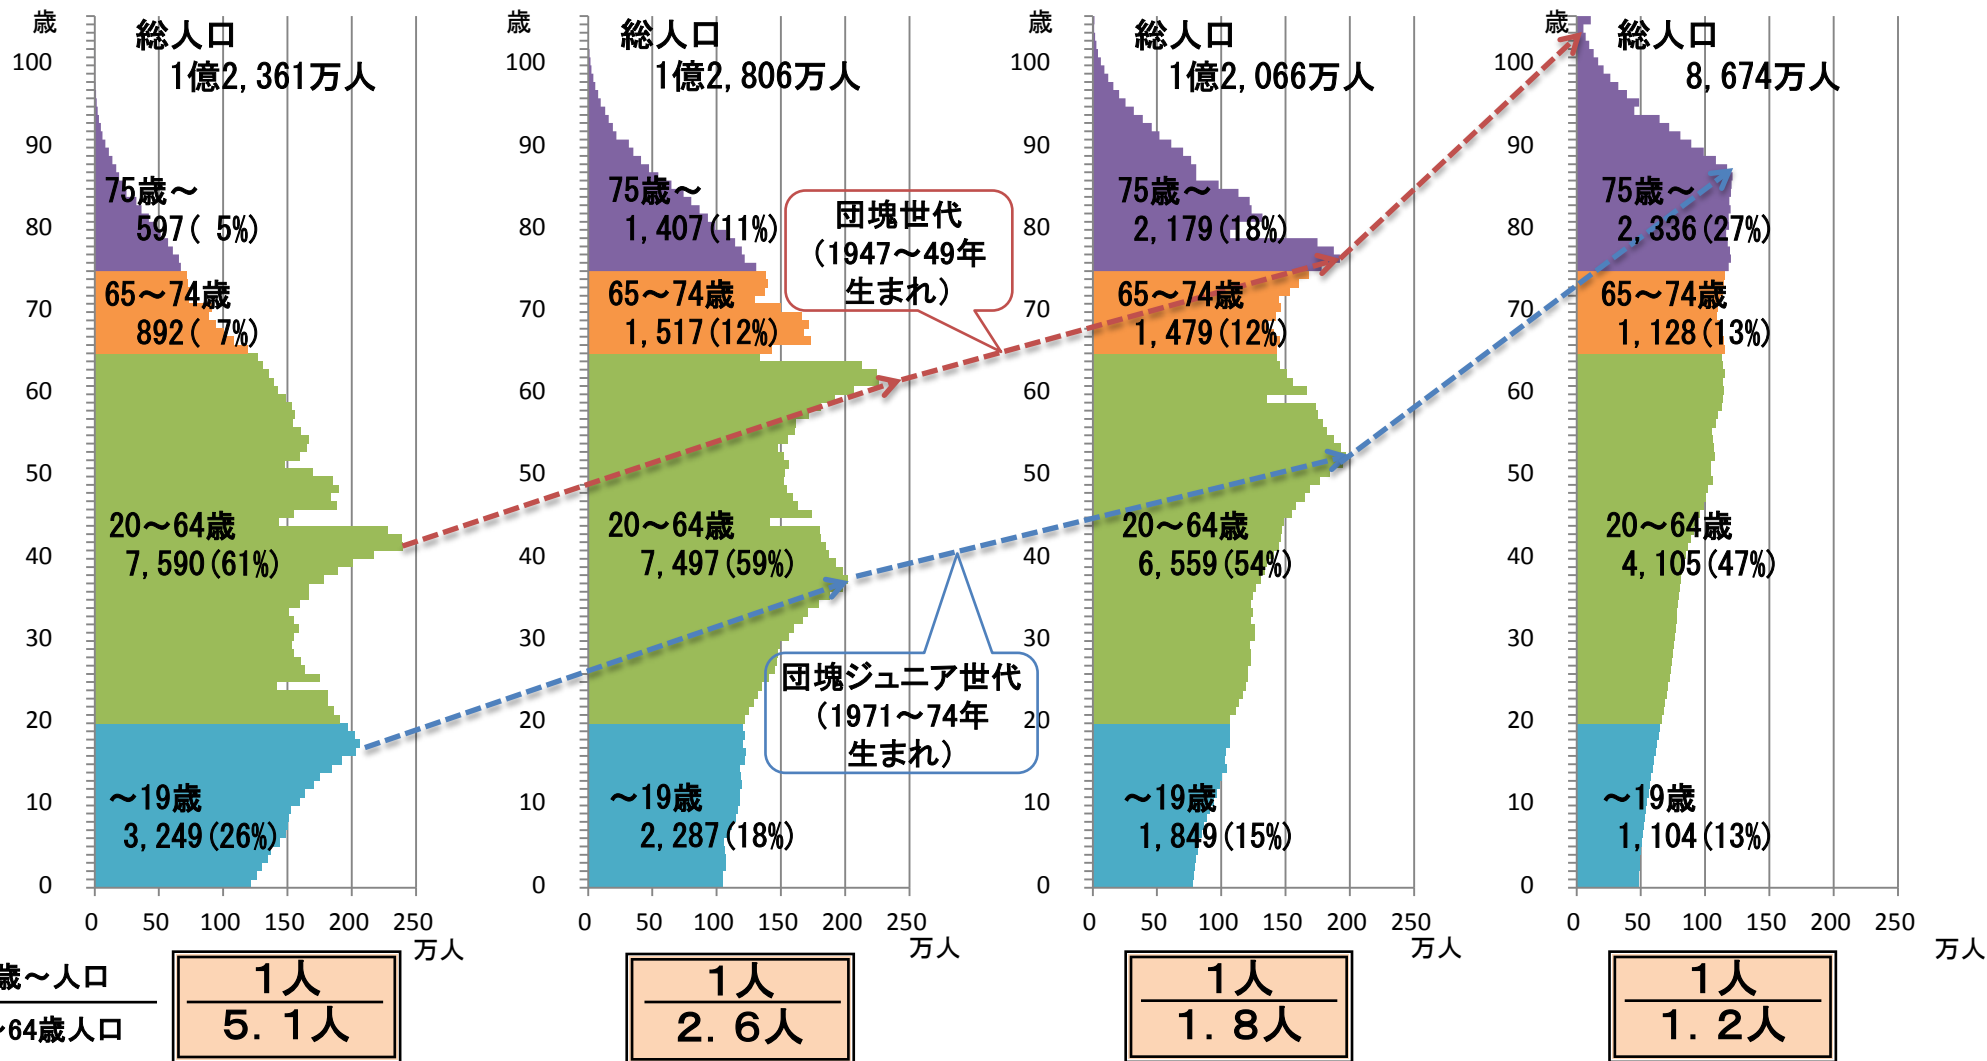 歳
100
90
80
70
60
50
40
30
20
10
0
総人口
1億2,361万人
75歳～
597( 5%)
65～74歳
892( 7%)
20～64歳
7,590(61%)
～19歳
3,249(26%)
0 50 100 150 200 250
万人
歳
100
90
80
70
60
50
40
30
20
10
0
総人口
1億2,806万人
75歳～
1,407(11%)
65～74歳
1,517(12%)
20～64歳
7,497(59%)
～19歳
2,287(18%)
0 50 100 150 200 250
万人
団塊世代
(1947～49年
生まれ)
団塊ジュニア世代
(1971～74年
生まれ)
歳
100
90
80
70
60
50
40
30
20
10
0
総人口
1億2,066万人
75歳～
2,179(18%)
65～74歳
1,479(12%)
20～64歳
6,559(54%)
～19歳
1,849(15%)
0 50 100 150 200 250
万人
歳
100
90
80
70
60
50
40
30
20
10
0
総人口
8,674万人
75歳～
2,336(27%)
65～74歳
1,128(13%)
20～64歳
4,105(47%)
～19歳
1,104(13%)
0 50 100 150 200 250
万人
歳～人口
～64歳人口
1人
5.1人
1人
2.6人
1人
1.8人
1人
1.2人